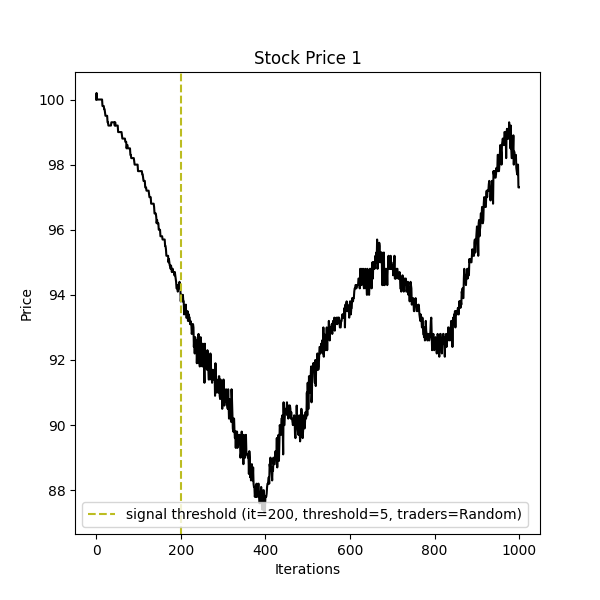 Stock Price 1
100
98
96
94
92
90
88
Price
signal threshold (it=200, threshold=5, traders=Random)
0 200 400 600 800 1000
Iterations